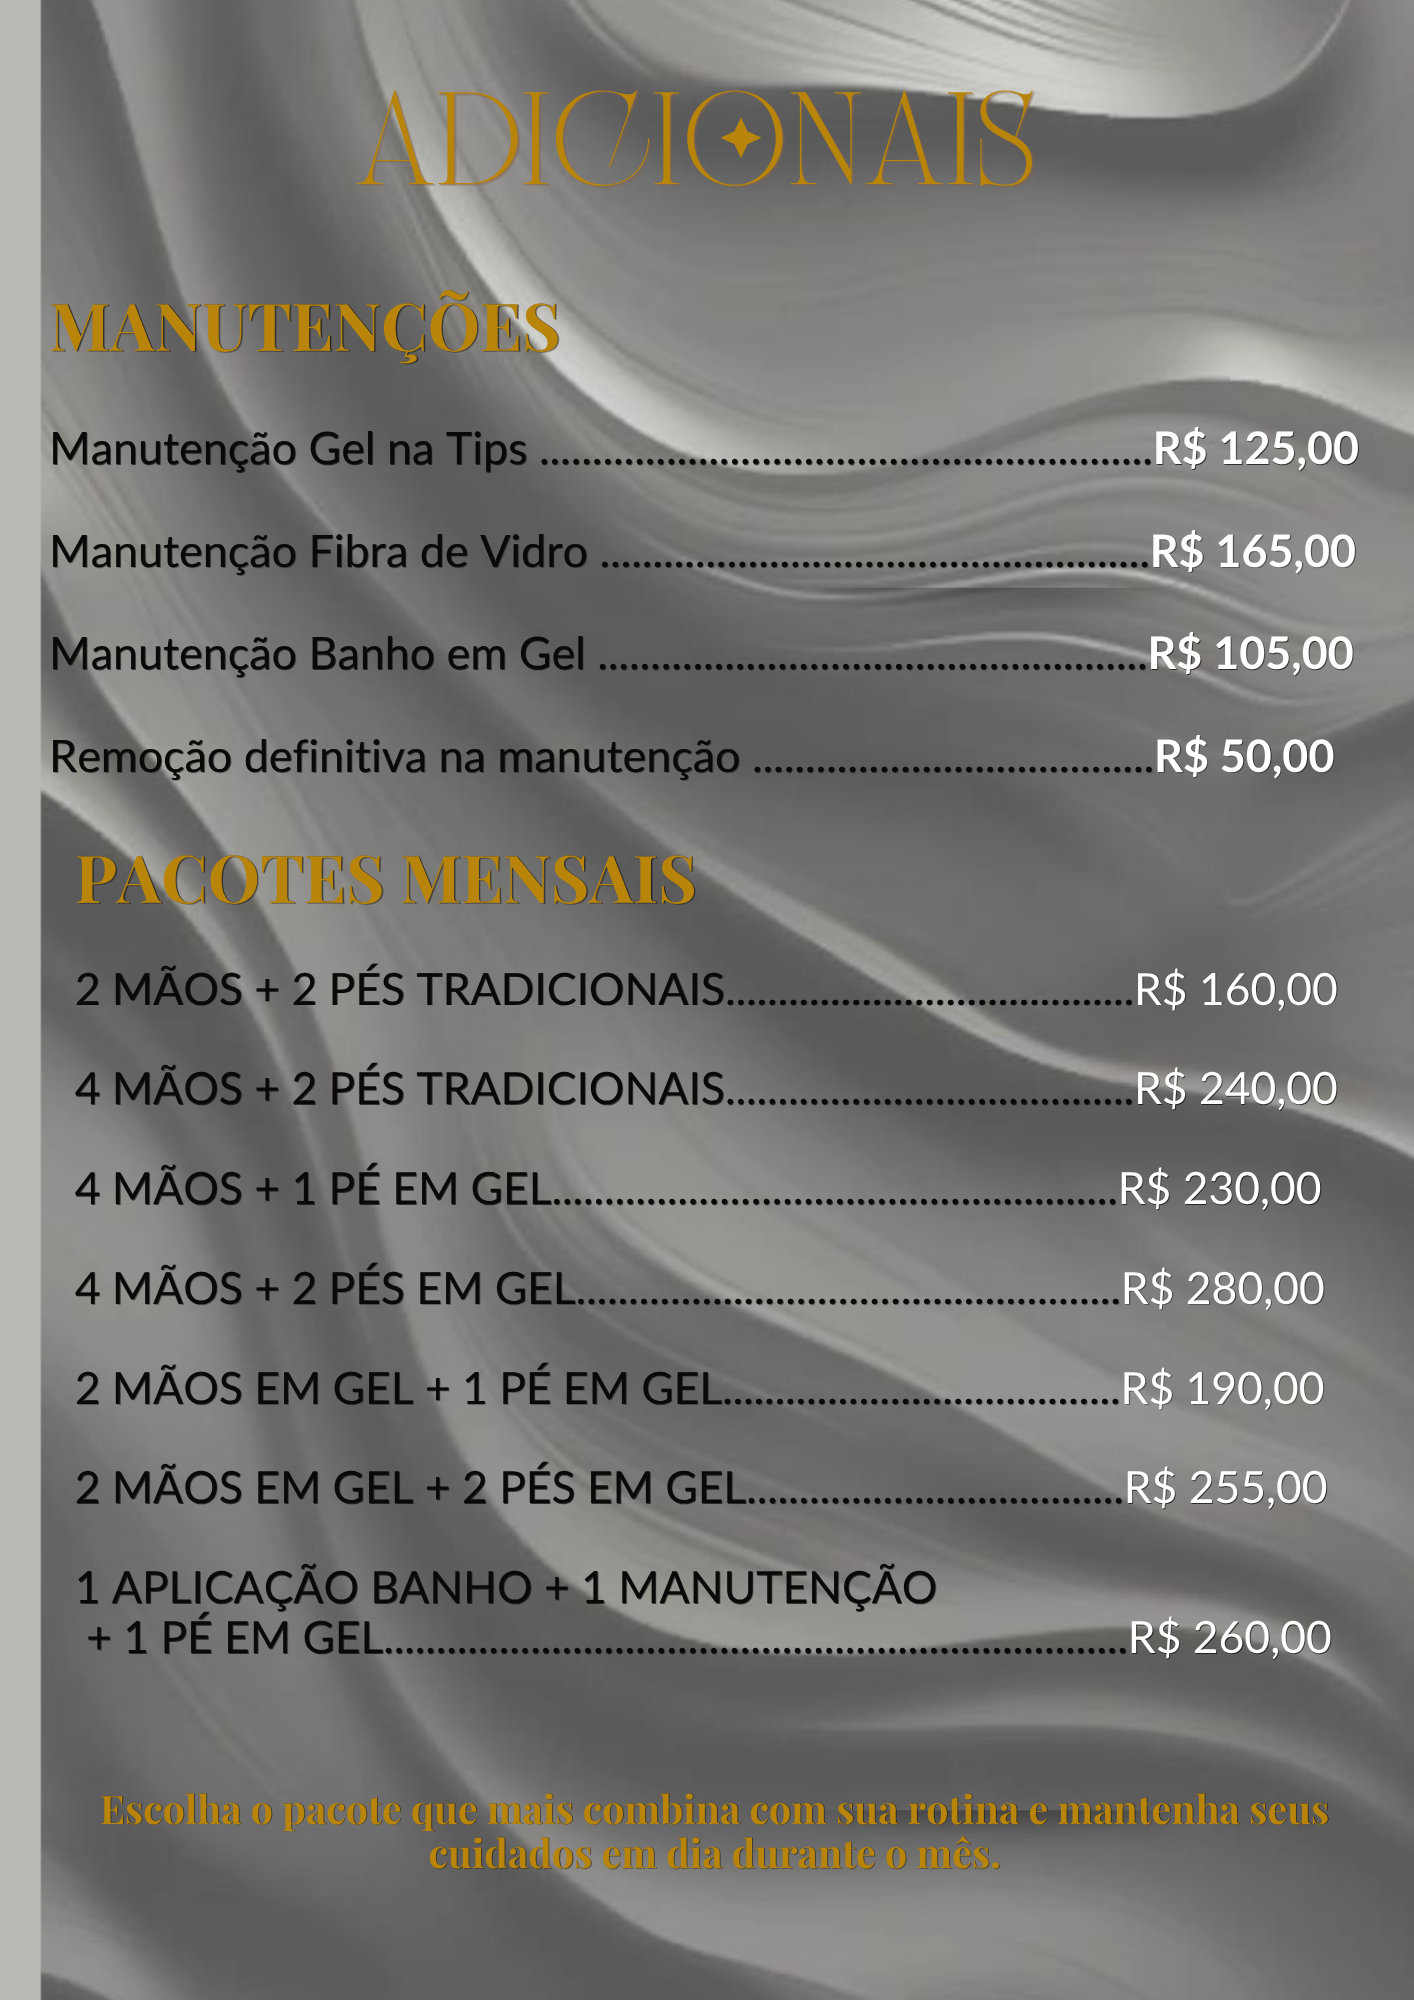 ADICIONAIS
MANUTENÇÕES
Manutenção Gel na Tips ..........................................................R$ 125,00
Manutenção Fibra de Vidro ....................................................R$ 165,00
Manutenção Banho em Gel ....................................................R$ 105,00
Remoção definitiva na manutenção ......................................R$ 50,00
PACOTES MENSAIS
2 MÃOS + 2 PÉS TRADICIONAIS.......................................R$ 160,00
4 MÃOS + 2 PÉS TRADICIONAIS.......................................R$ 240,00
4 MÃOS + 1 PÉ EM GEL......................................................R$ 230,00
4 MÃOS + 2 PÉS EM GEL....................................................R$ 280,00
2 MÃOS EM GEL + 1 PÉ EM GEL......................................R$ 190,00
2 MÃOS EM GEL + 2 PÉS EM GEL....................................R$ 255,00
1 APLICAÇÃO BANHO + 1 MANUTENÇÃO
+ 1 PÉ EM GEL.......................................................................R$ 260,00
Escolha o pacote que mais combina com sua rotina e mantenha seus
cuidados em dia durante o mês.